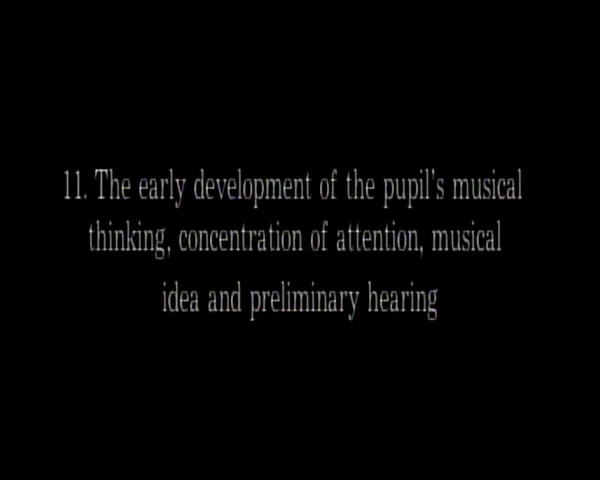 11. The early development of the pupil's musical
thinking, concentration of attention, musical
idea and preliminary hearing